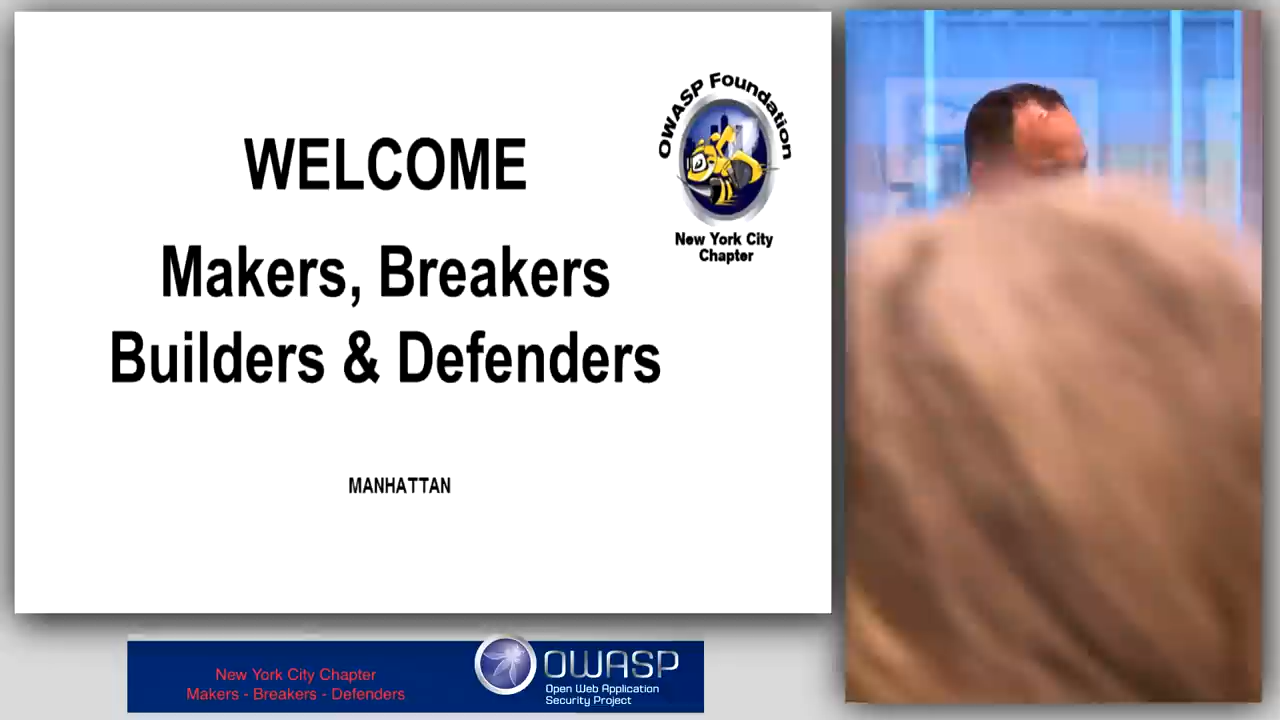 WELCOME
Makers, Breakers
Builders & Defenders
MANHATTAN
OWASP Foundation
New York City
Chapter
New York City Chapter
Makers - Breakers - Defenders
OWASP
Open Web Application
Security Project